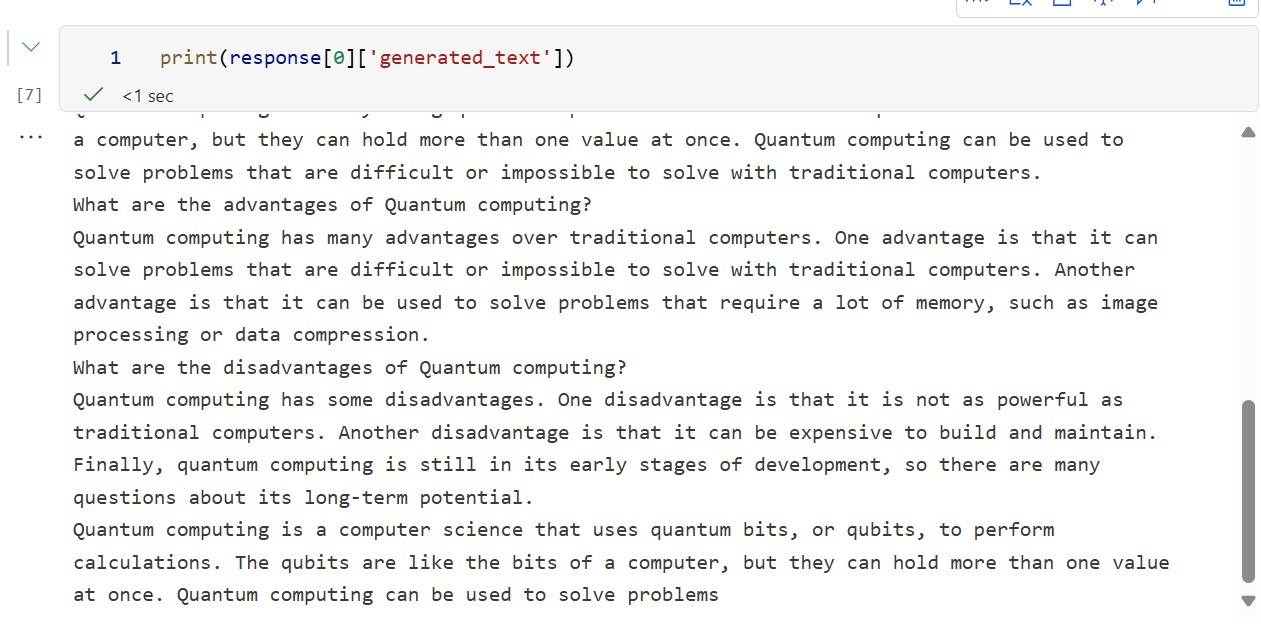 1 print(response[0]['generated_text'])
[7] <1 sec
a computer, but they can hold more than one value at once. Quantum computing can be used to
solve problems that are difficult or impossible to solve with traditional computers.
What are the advantages of Quantum computing?
Quantum computing has many advantages over traditional computers. One advantage is that it can
solve problems that are difficult or impossible to solve with traditional computers. Another
advantage is that it can be used to solve problems that require a lot of memory, such as image
processing or data compression.
What are the disadvantages of Quantum computing?
Quantum computing has some disadvantages. One disadvantage is that it is not as powerful as
traditional computers. Another disadvantage is that it can be expensive to build and maintain.
Finally, quantum computing is still in its early stages of development, so there are many
questions about its long-term potential.
Quantum computing is a computer science that uses quantum bits, or qubits, to perform
calculations. The qubits are like the bits of a computer, but they can hold more than one value
at once. Quantum computing can be used to solve problems